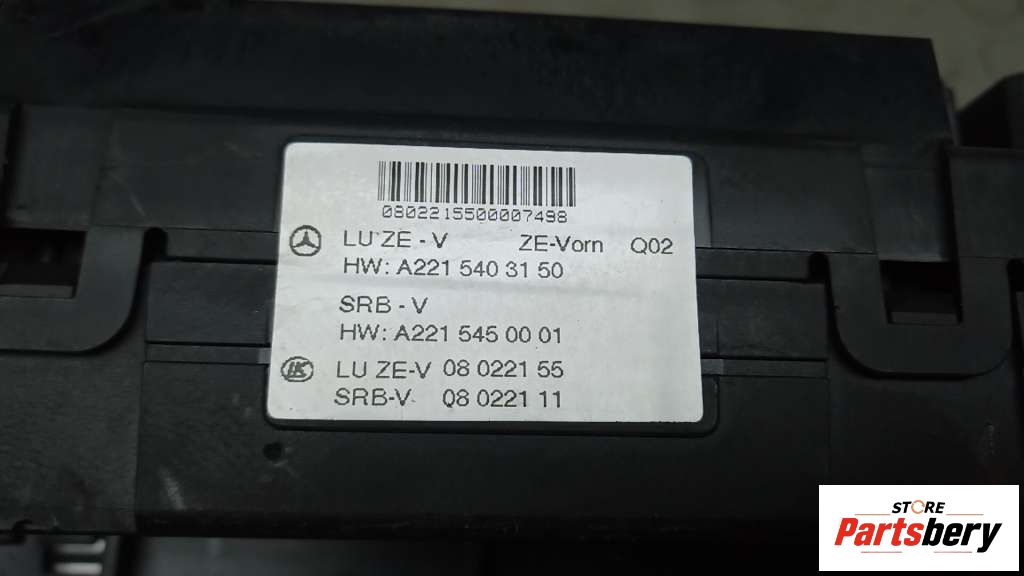 0802215500007498
LU ZE - V ZE-Vorn Q02
HW: A221 540 31 50
SRB - V
HW: A221 545 00 01
LK LU ZE-V 08 0221 55
SRB-V 08 0221 11
STORE
Partsbery